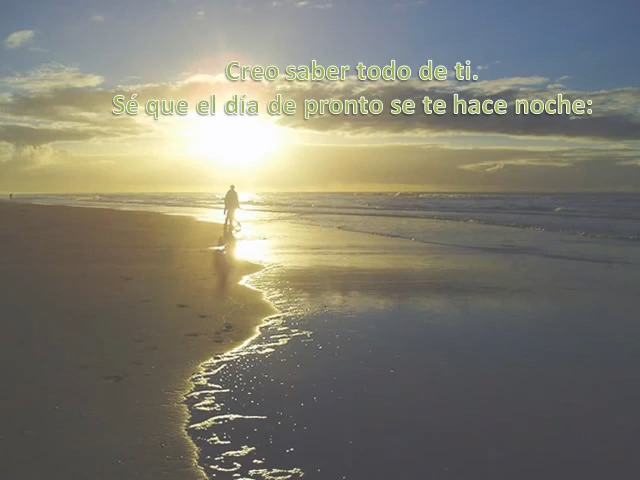 Creo saber todo de ti.
Sé que el día de pronto se te hace noche: